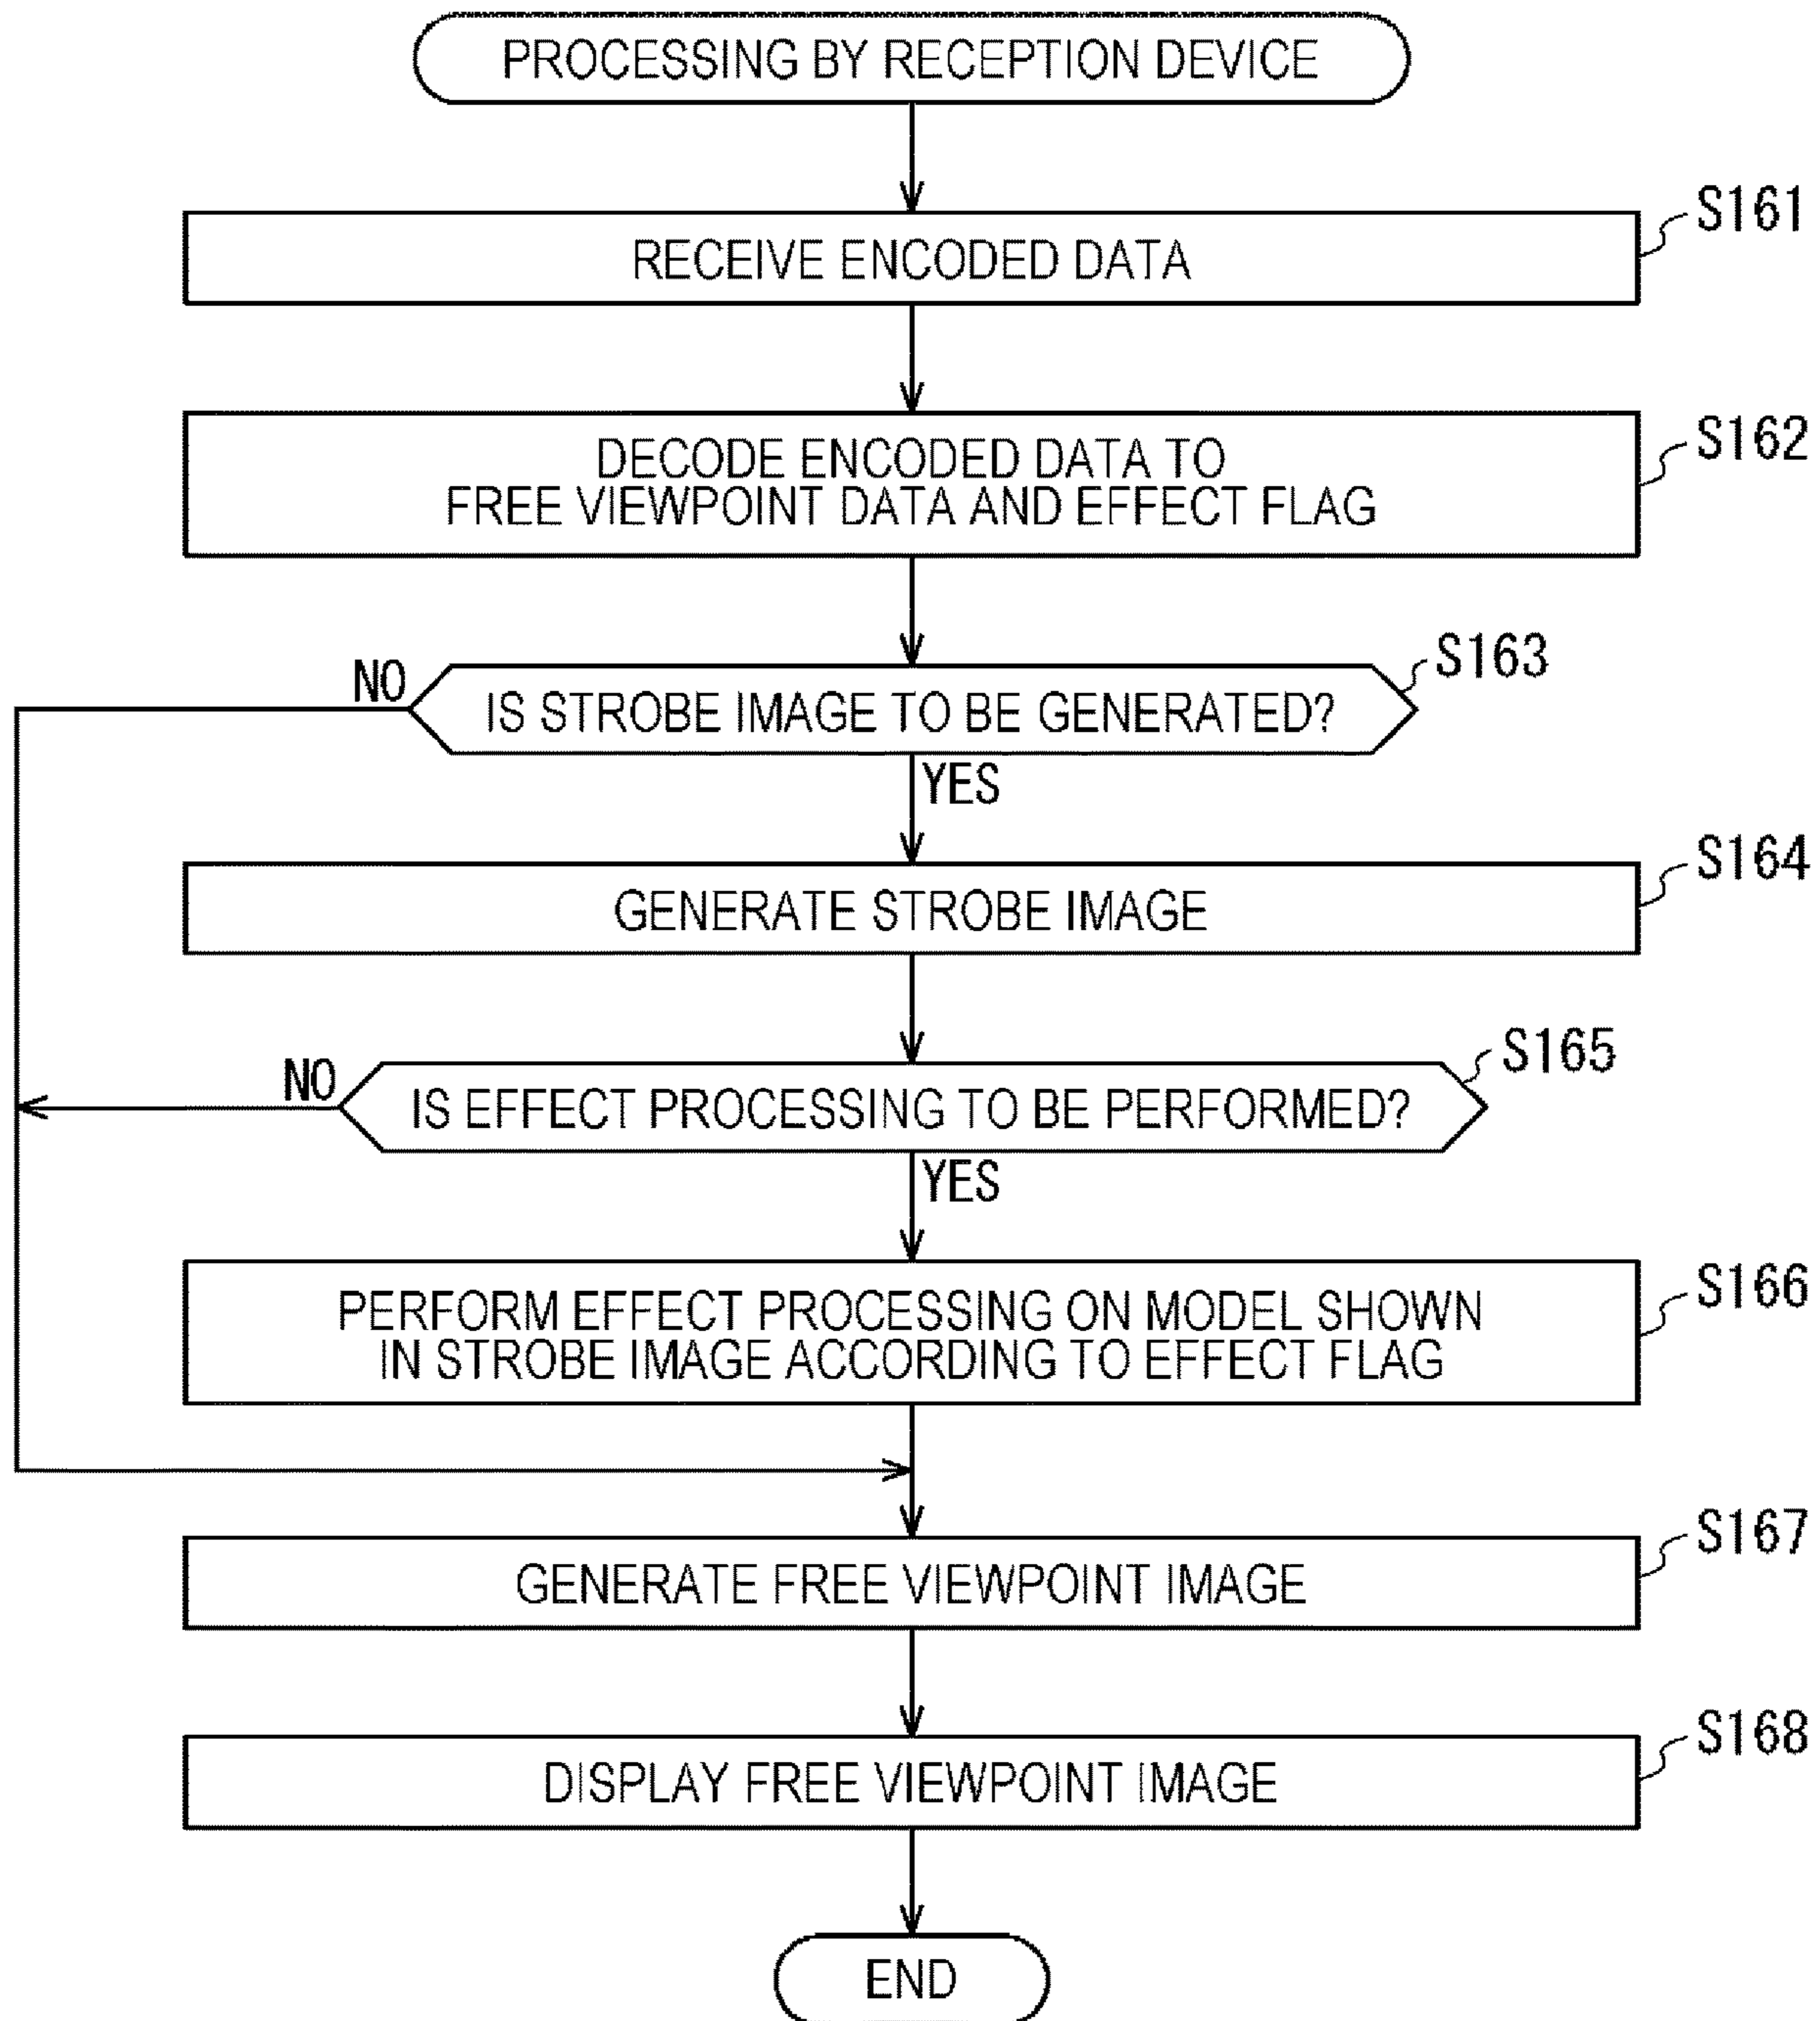 PROCESSING BY RECEPTION DEVICE
S161
RECEIVE ENCODED DATA
S162
DECODE ENCODED DATA TO
FREE VIEWPOINT DATA AND EFFECT FLAG
S163
NO
IS STROBE IMAGE TO BE GENERATED?
YES
S164
GENERATE STROBE IMAGE
S165
NO
IS EFFECT PROCESSING TO BE PERFORMED?
YES
S166
PERFORM EFFECT PROCESSING ON MODEL SHOWN
IN STROBE IMAGE ACCORDING TO EFFECT FLAG
S167
GENERATE FREE VIEWPOINT IMAGE
S168
DISPLAY FREE VIEWPOINT IMAGE
END